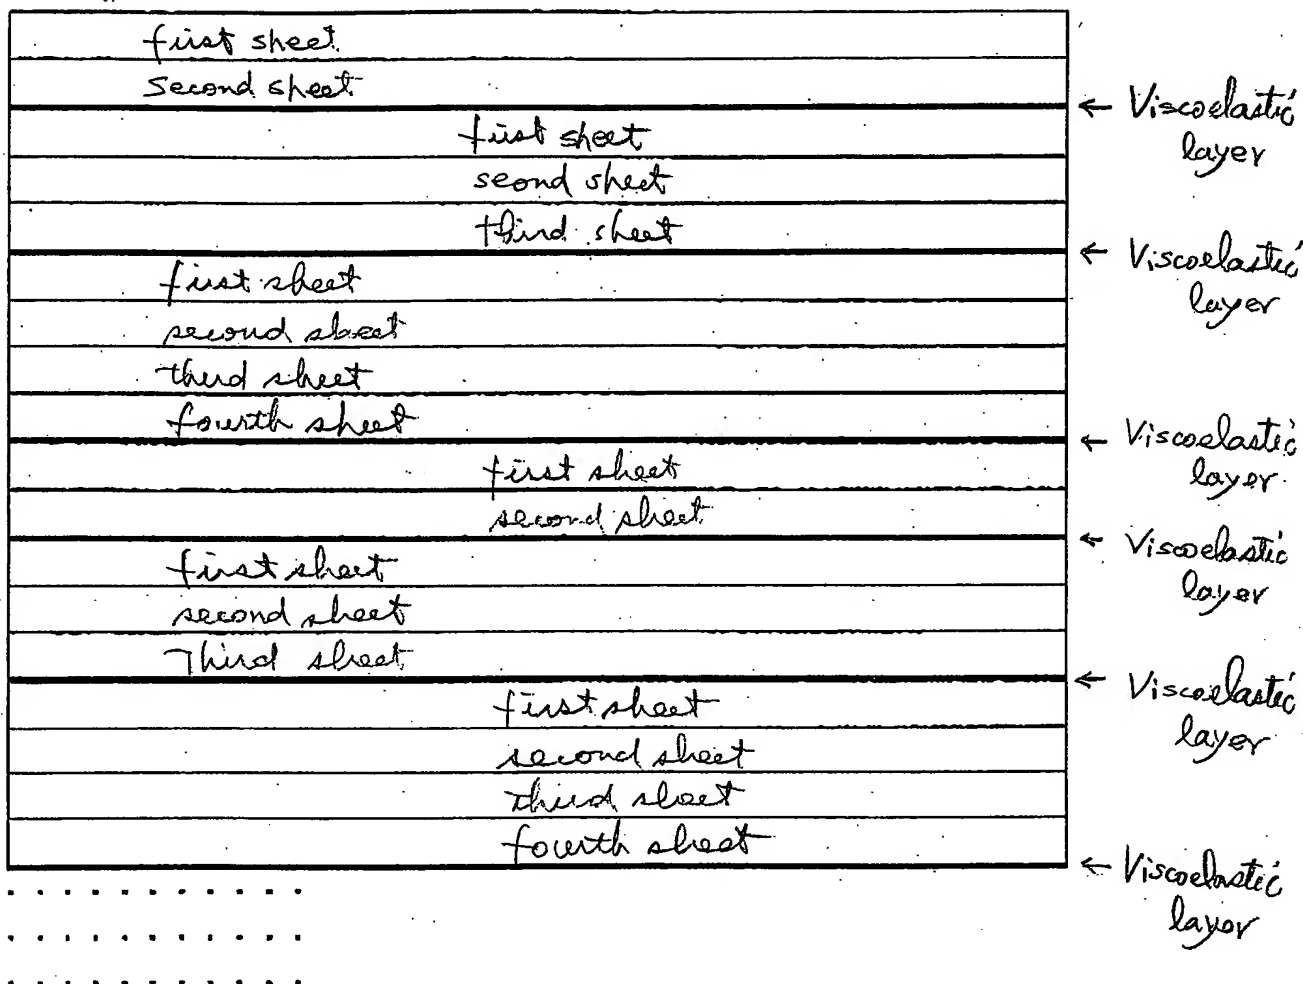 first sheet
Second sheet
← Viscoelastic
layer
first sheet
seond sheet
third sheet
← Viscoelastic
layer
first sheet
second sheet
third sheet
fourth sheet
← Viscoelastic
layer
first sheet
second sheet
← Viscoelastic
layer
first sheet
second sheet
Third sheet
← Viscoelastic
layer
first sheet
second sheet
third sheet
fourth sheet
← Viscoelastic
layer